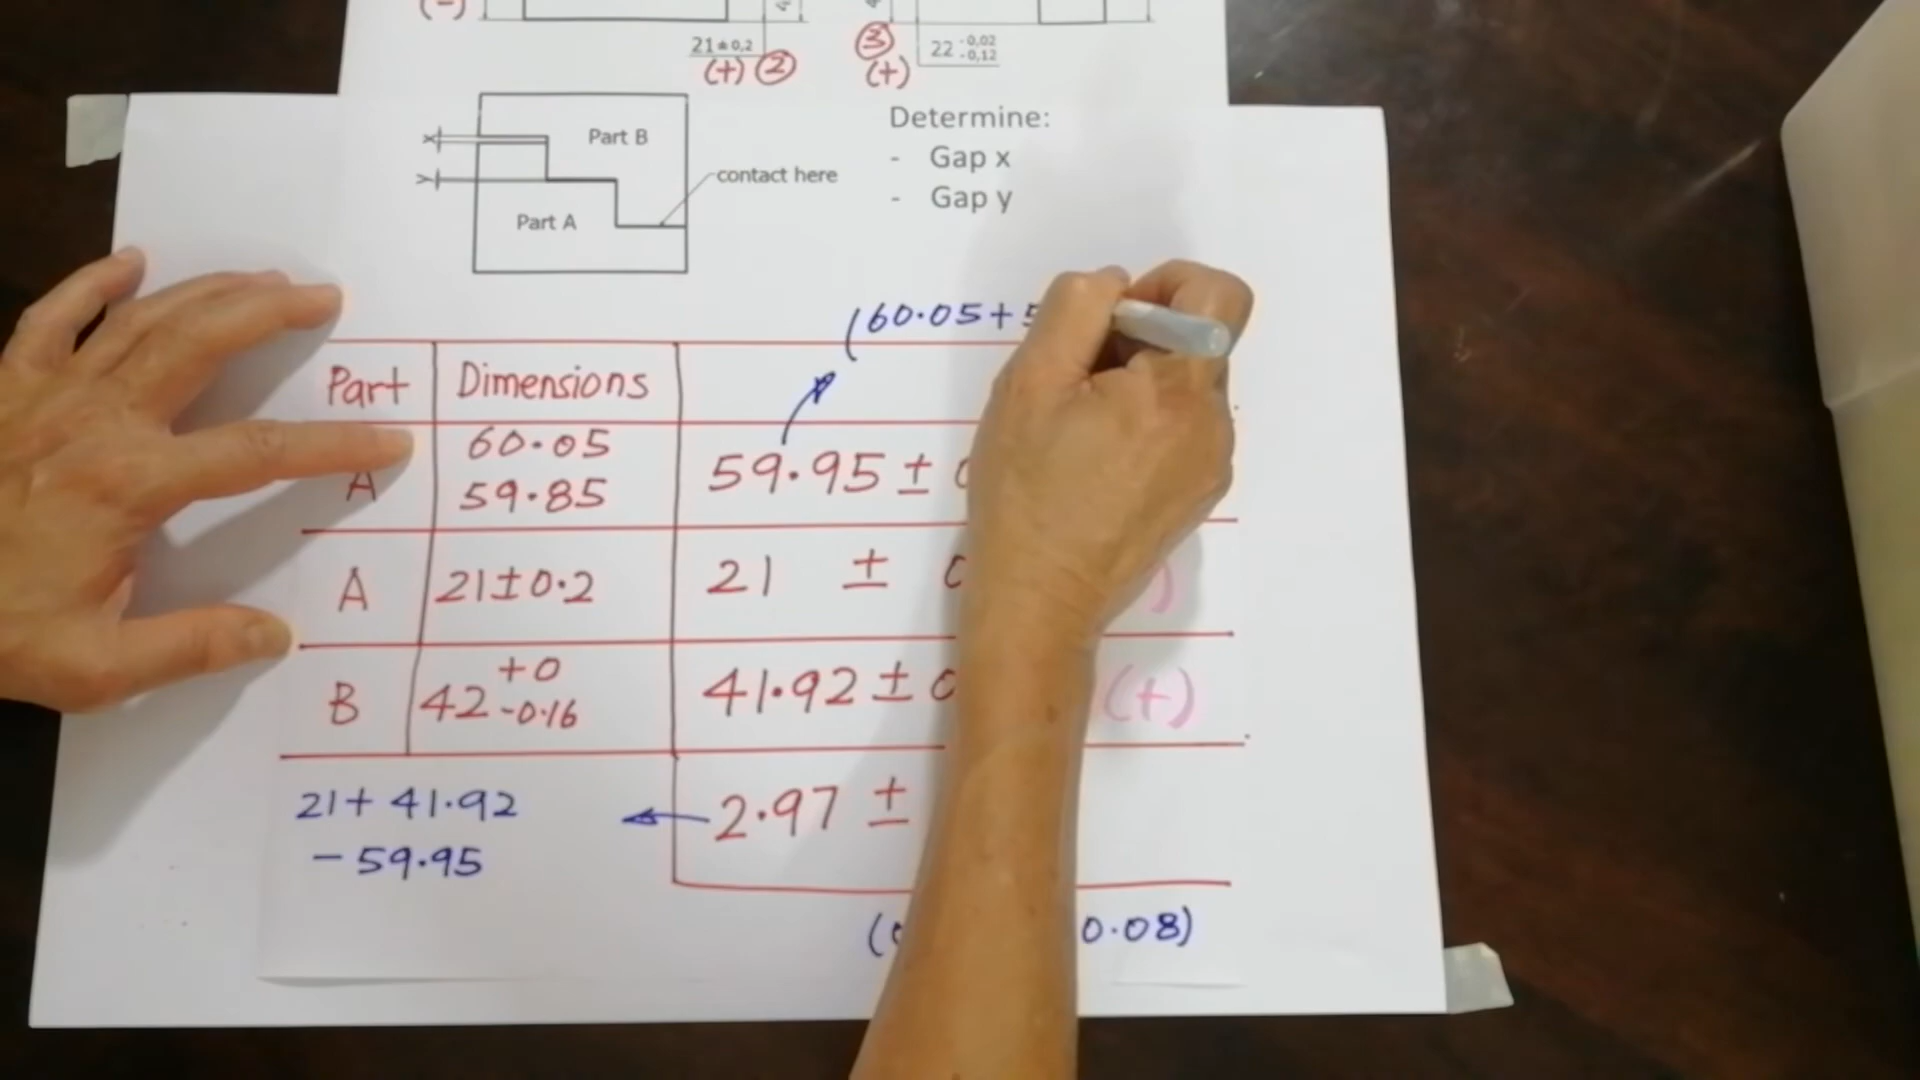 (-)
21±0,2
(+) 2
3
(+)
22 -0,02
-0,12
x
Part B
Determine:
- Gap x
contact here
y
- Gap y
Part A
(60.05+5
Part Dimensions
60.05
A
59.85
59.95 ±
A 21±0.2 21 ±
B 42 +0
-0.16
41.92 ± (+)
21 + 41.92
- 59.95
2.97 ±
0.08)